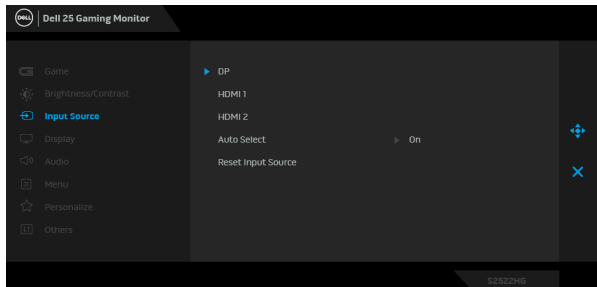 DELL Dell 25 Gaming Monitor
Game
Brightness/Contrast
Input Source
Display
Audio
Menu
Personalize
Others
DP
HDMI 1
HDMI 2
Auto Select On
Reset Input Source
S2522HG